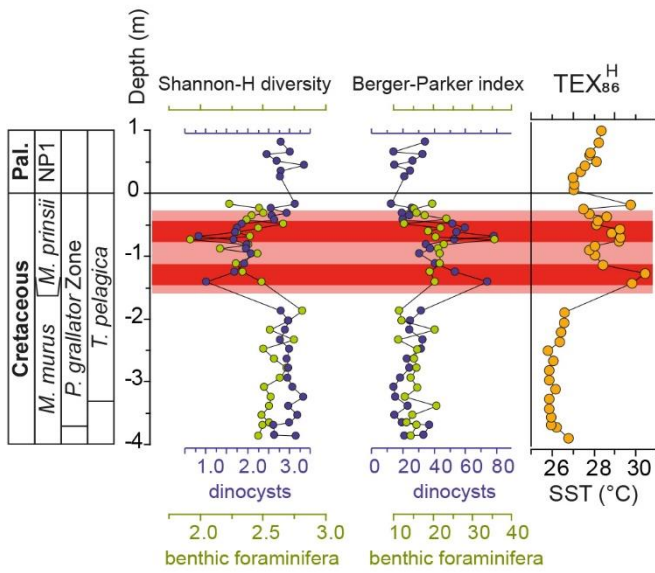 Depth (m)
Shannon-H diversity
Berger-Parker index
TEX86H
1
0
-1
-2
-3
-4
Pal.
NP1
Cretaceous
M. murus
M. prinsii
P. grallator Zone
T. pelagica
1.0 2.0 3.0
dinocysts
2.0 2.5 3.0
benthic foraminifera
0 20 40 60 80
dinocysts
10 20 30 35 40
benthic foraminifera
26 28 30
SST (°C)